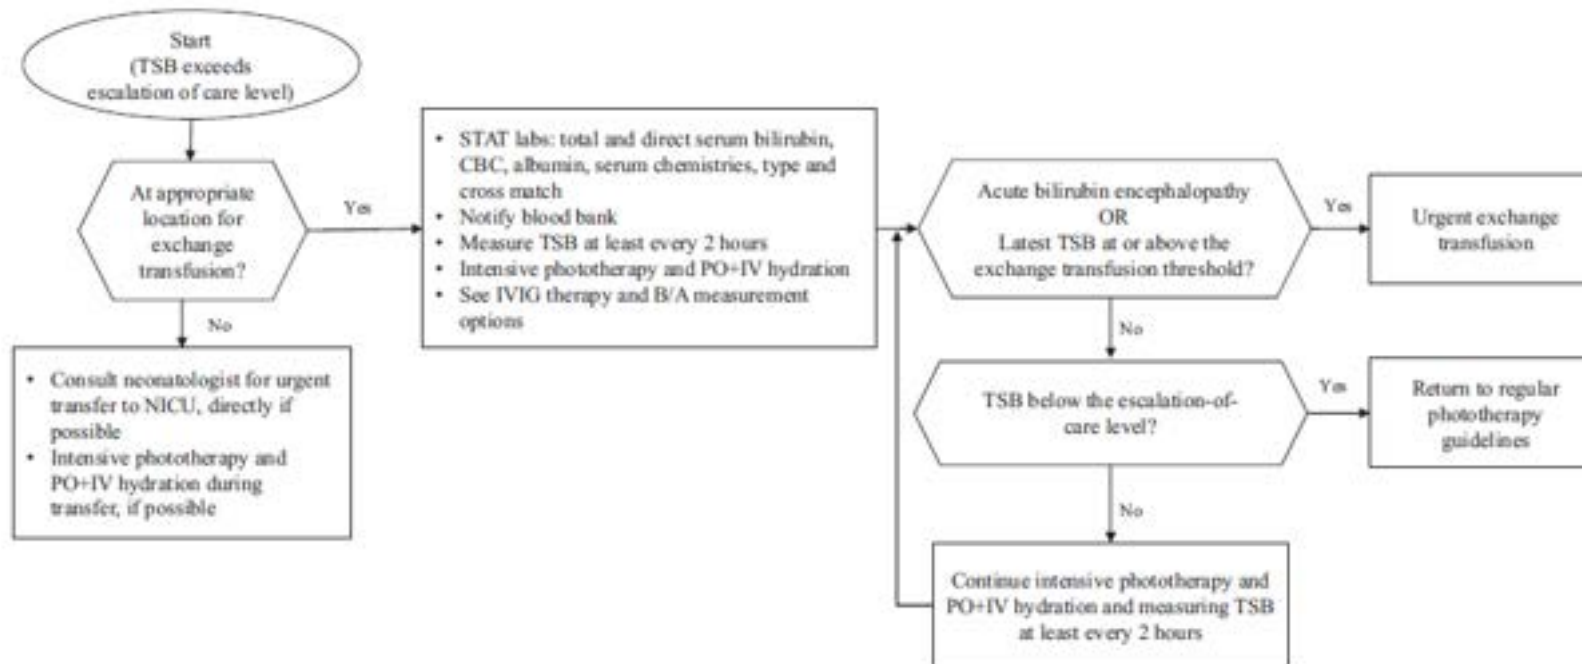 Start
(TSB exceeds
escalation of care level)
At appropriate
location for
exchange
transfusion?
Yes
No
• Consult neonatologist for urgent
transfer to NICU, directly if
possible
• Intensive phototherapy and
PO+IV hydration during
transfer, if possible
• STAT labs: total and direct serum bilirubin,
CBC, albumin, serum chemistries, type and
cross match
• Notify blood bank
• Measure TSB at least every 2 hours
• Intensive phototherapy and PO+IV hydration
• See IVIG therapy and B/A measurement
options
Acute bilirubin encephalopathy
OR
Latest TSB at or above the
exchange transfusion threshold?
Yes
Urgent exchange
transfusion
No
TSB below the escalation-of-
care level?
Yes
Return to regular
phototherapy
guidelines
No
Continue intensive phototherapy and
PO+IV hydration and measuring TSB
at least every 2 hours